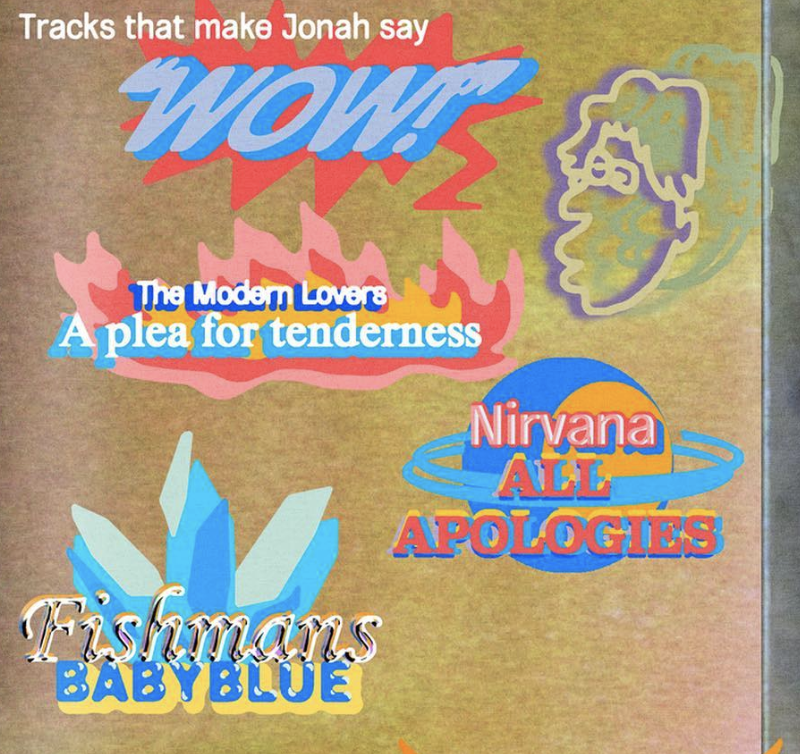 Tracks that make Jonah say
"WOW!"
The Modern Lovers
A plea for tenderness
Nirvana
ALL
APOLOGIES
Fishmans
BABYBLUE